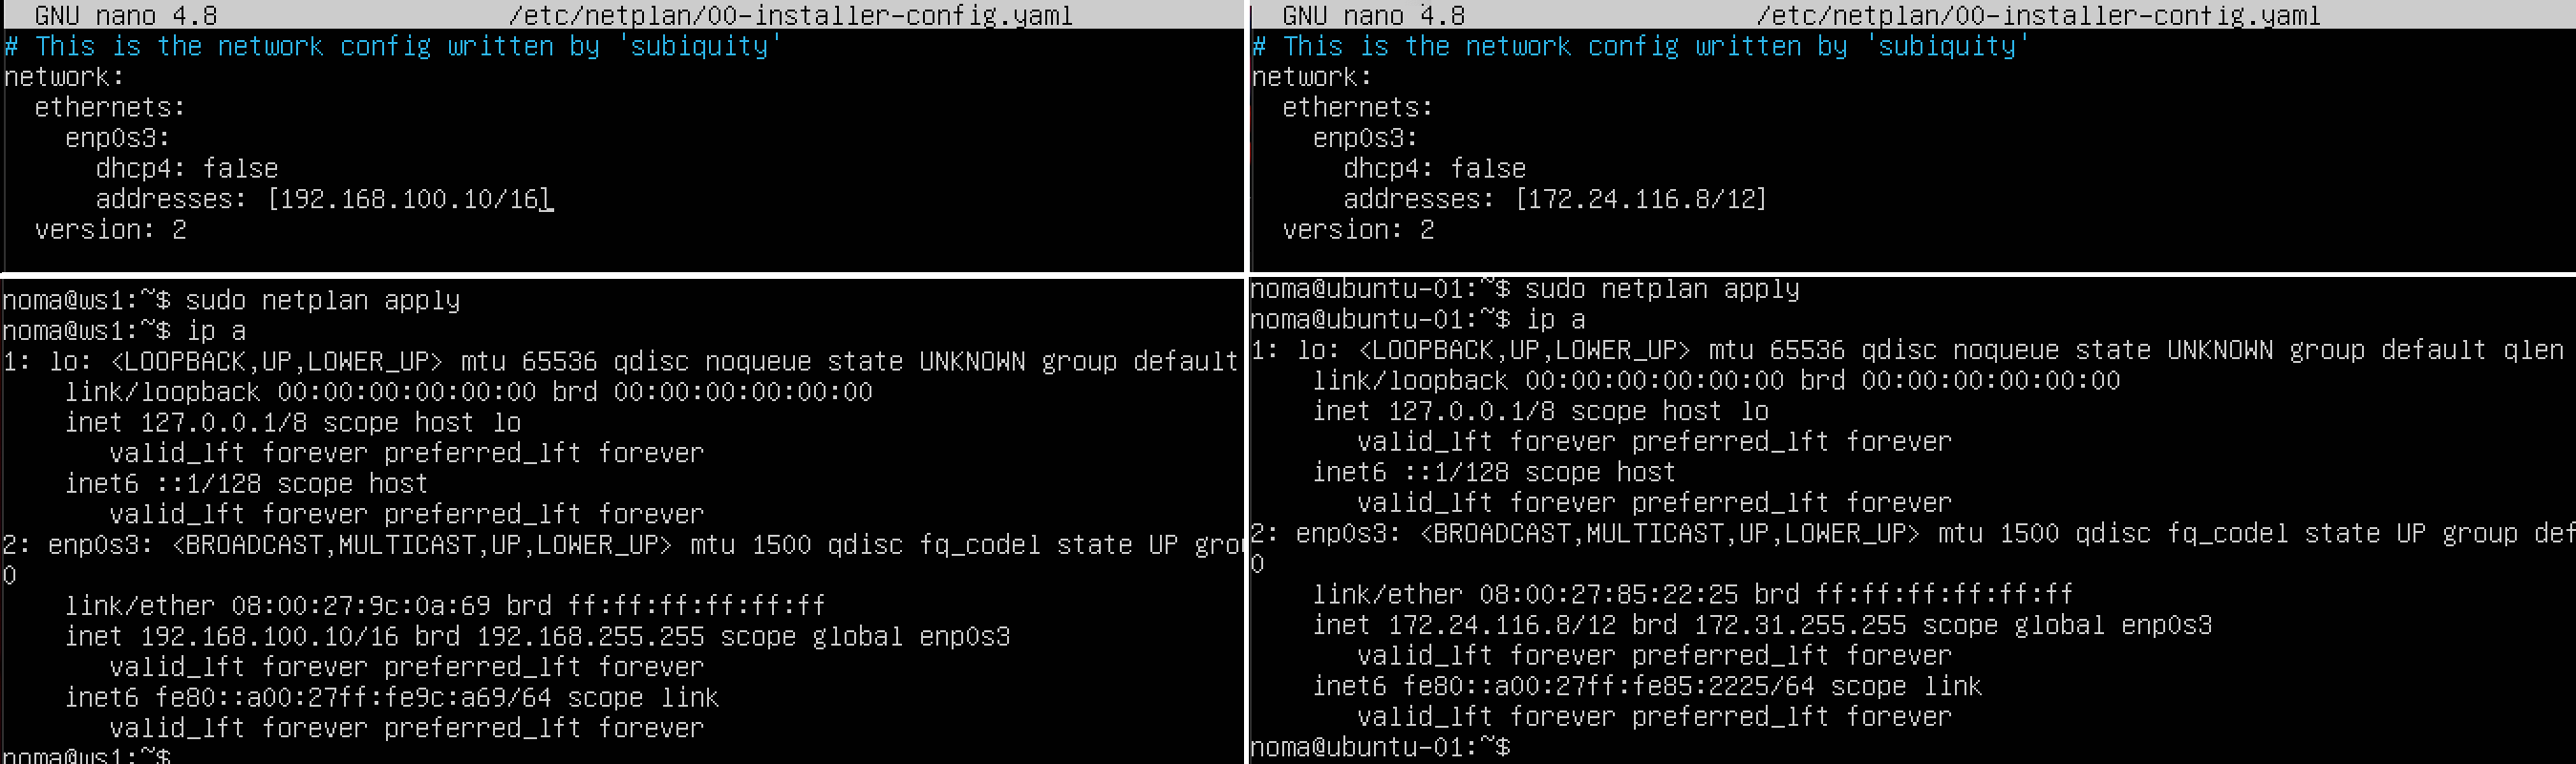 GNU nano 4.8 /etc/netplan/00-installer-config.yaml
# This is the network config written by 'subiquity'
network:
  ethernets:
    enp0s3:
      dhcp4: false
      addresses: [192.168.100.10/16]
  version: 2
GNU nano 4.8 /etc/netplan/00-installer-config.yaml
# This is the network config written by 'subiquity'
network:
  ethernets:
    enp0s3:
      dhcp4: false
      addresses: [172.24.116.8/12]
  version: 2
noma@ws1:~$ sudo netplan apply
noma@ws1:~$ ip a
1: lo: <LOOPBACK,UP,LOWER_UP> mtu 65536 qdisc noqueue state UNKNOWN group default
    link/loopback 00:00:00:00:00:00 brd 00:00:00:00:00:00
    inet 127.0.0.1/8 scope host lo
       valid_lft forever preferred_lft forever
    inet6 ::1/128 scope host
       valid_lft forever preferred_lft forever
2: enp0s3: <BROADCAST,MULTICAST,UP,LOWER_UP> mtu 1500 qdisc fq_codel state UP gro
0
    link/ether 08:00:27:9c:0a:69 brd ff:ff:ff:ff:ff:ff
    inet 192.168.100.10/16 brd 192.168.255.255 scope global enp0s3
       valid_lft forever preferred_lft forever
    inet6 fe80::a00:27ff:fe9c:a69/64 scope link
       valid_lft forever preferred_lft forever
noma@ws1:~$
noma@ubuntu-01:~$ sudo netplan apply
noma@ubuntu-01:~$ ip a
1: lo: <LOOPBACK,UP,LOWER_UP> mtu 65536 qdisc noqueue state UNKNOWN group default qlen
    link/loopback 00:00:00:00:00:00 brd 00:00:00:00:00:00
    inet 127.0.0.1/8 scope host lo
       valid_lft forever preferred_lft forever
    inet6 ::1/128 scope host
       valid_lft forever preferred_lft forever
2: enp0s3: <BROADCAST,MULTICAST,UP,LOWER_UP> mtu 1500 qdisc fq_codel state UP group def
0
    link/ether 08:00:27:85:22:25 brd ff:ff:ff:ff:ff:ff
    inet 172.24.116.8/12 brd 172.31.255.255 scope global enp0s3
       valid_lft forever preferred_lft forever
    inet6 fe80::a00:27ff:fe85:2225/64 scope link
       valid_lft forever preferred_lft forever
noma@ubuntu-01:~$